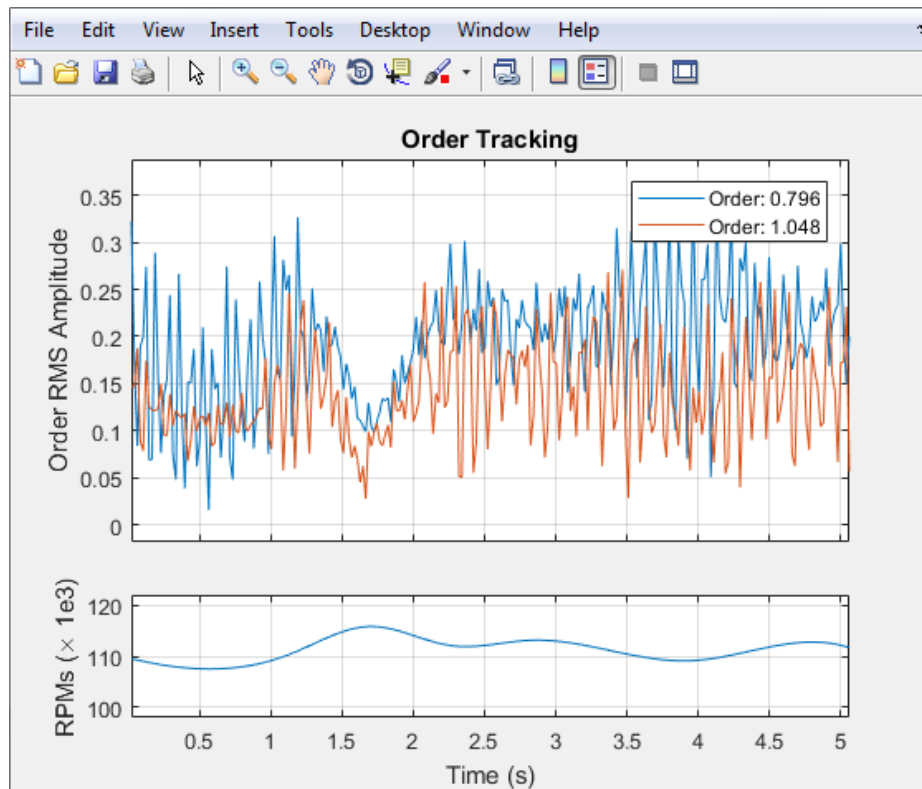 File Edit View Insert Tools Desktop Window Help
Order Tracking
Order RMS Amplitude
0.35
0.3
0.25
0.2
0.15
0.1
0.05
0
Order: 0.796
Order: 1.048
RPMs (× 1e3)
120
110
100
0.5 1 1.5 2 2.5 3 3.5 4 4.5 5
Time (s)